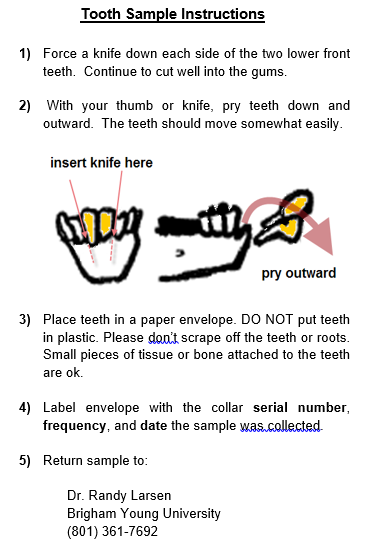 Tooth Sample Instructions
1) Force a knife down each side of the two lower front
teeth. Continue to cut well into the gums.
2) With your thumb or knife, pry teeth down and
outward. The teeth should move somewhat easily.
insert knife here
pry outward
3) Place teeth in a paper envelope. DO NOT put teeth
in plastic. Please don't scrape off the teeth or roots.
Small pieces of tissue or bone attached to the teeth
are ok.
4) Label envelope with the collar serial number,
frequency, and date the sample was collected.
5) Return sample to:
Dr. Randy Larsen
Brigham Young University
(801) 361-7692